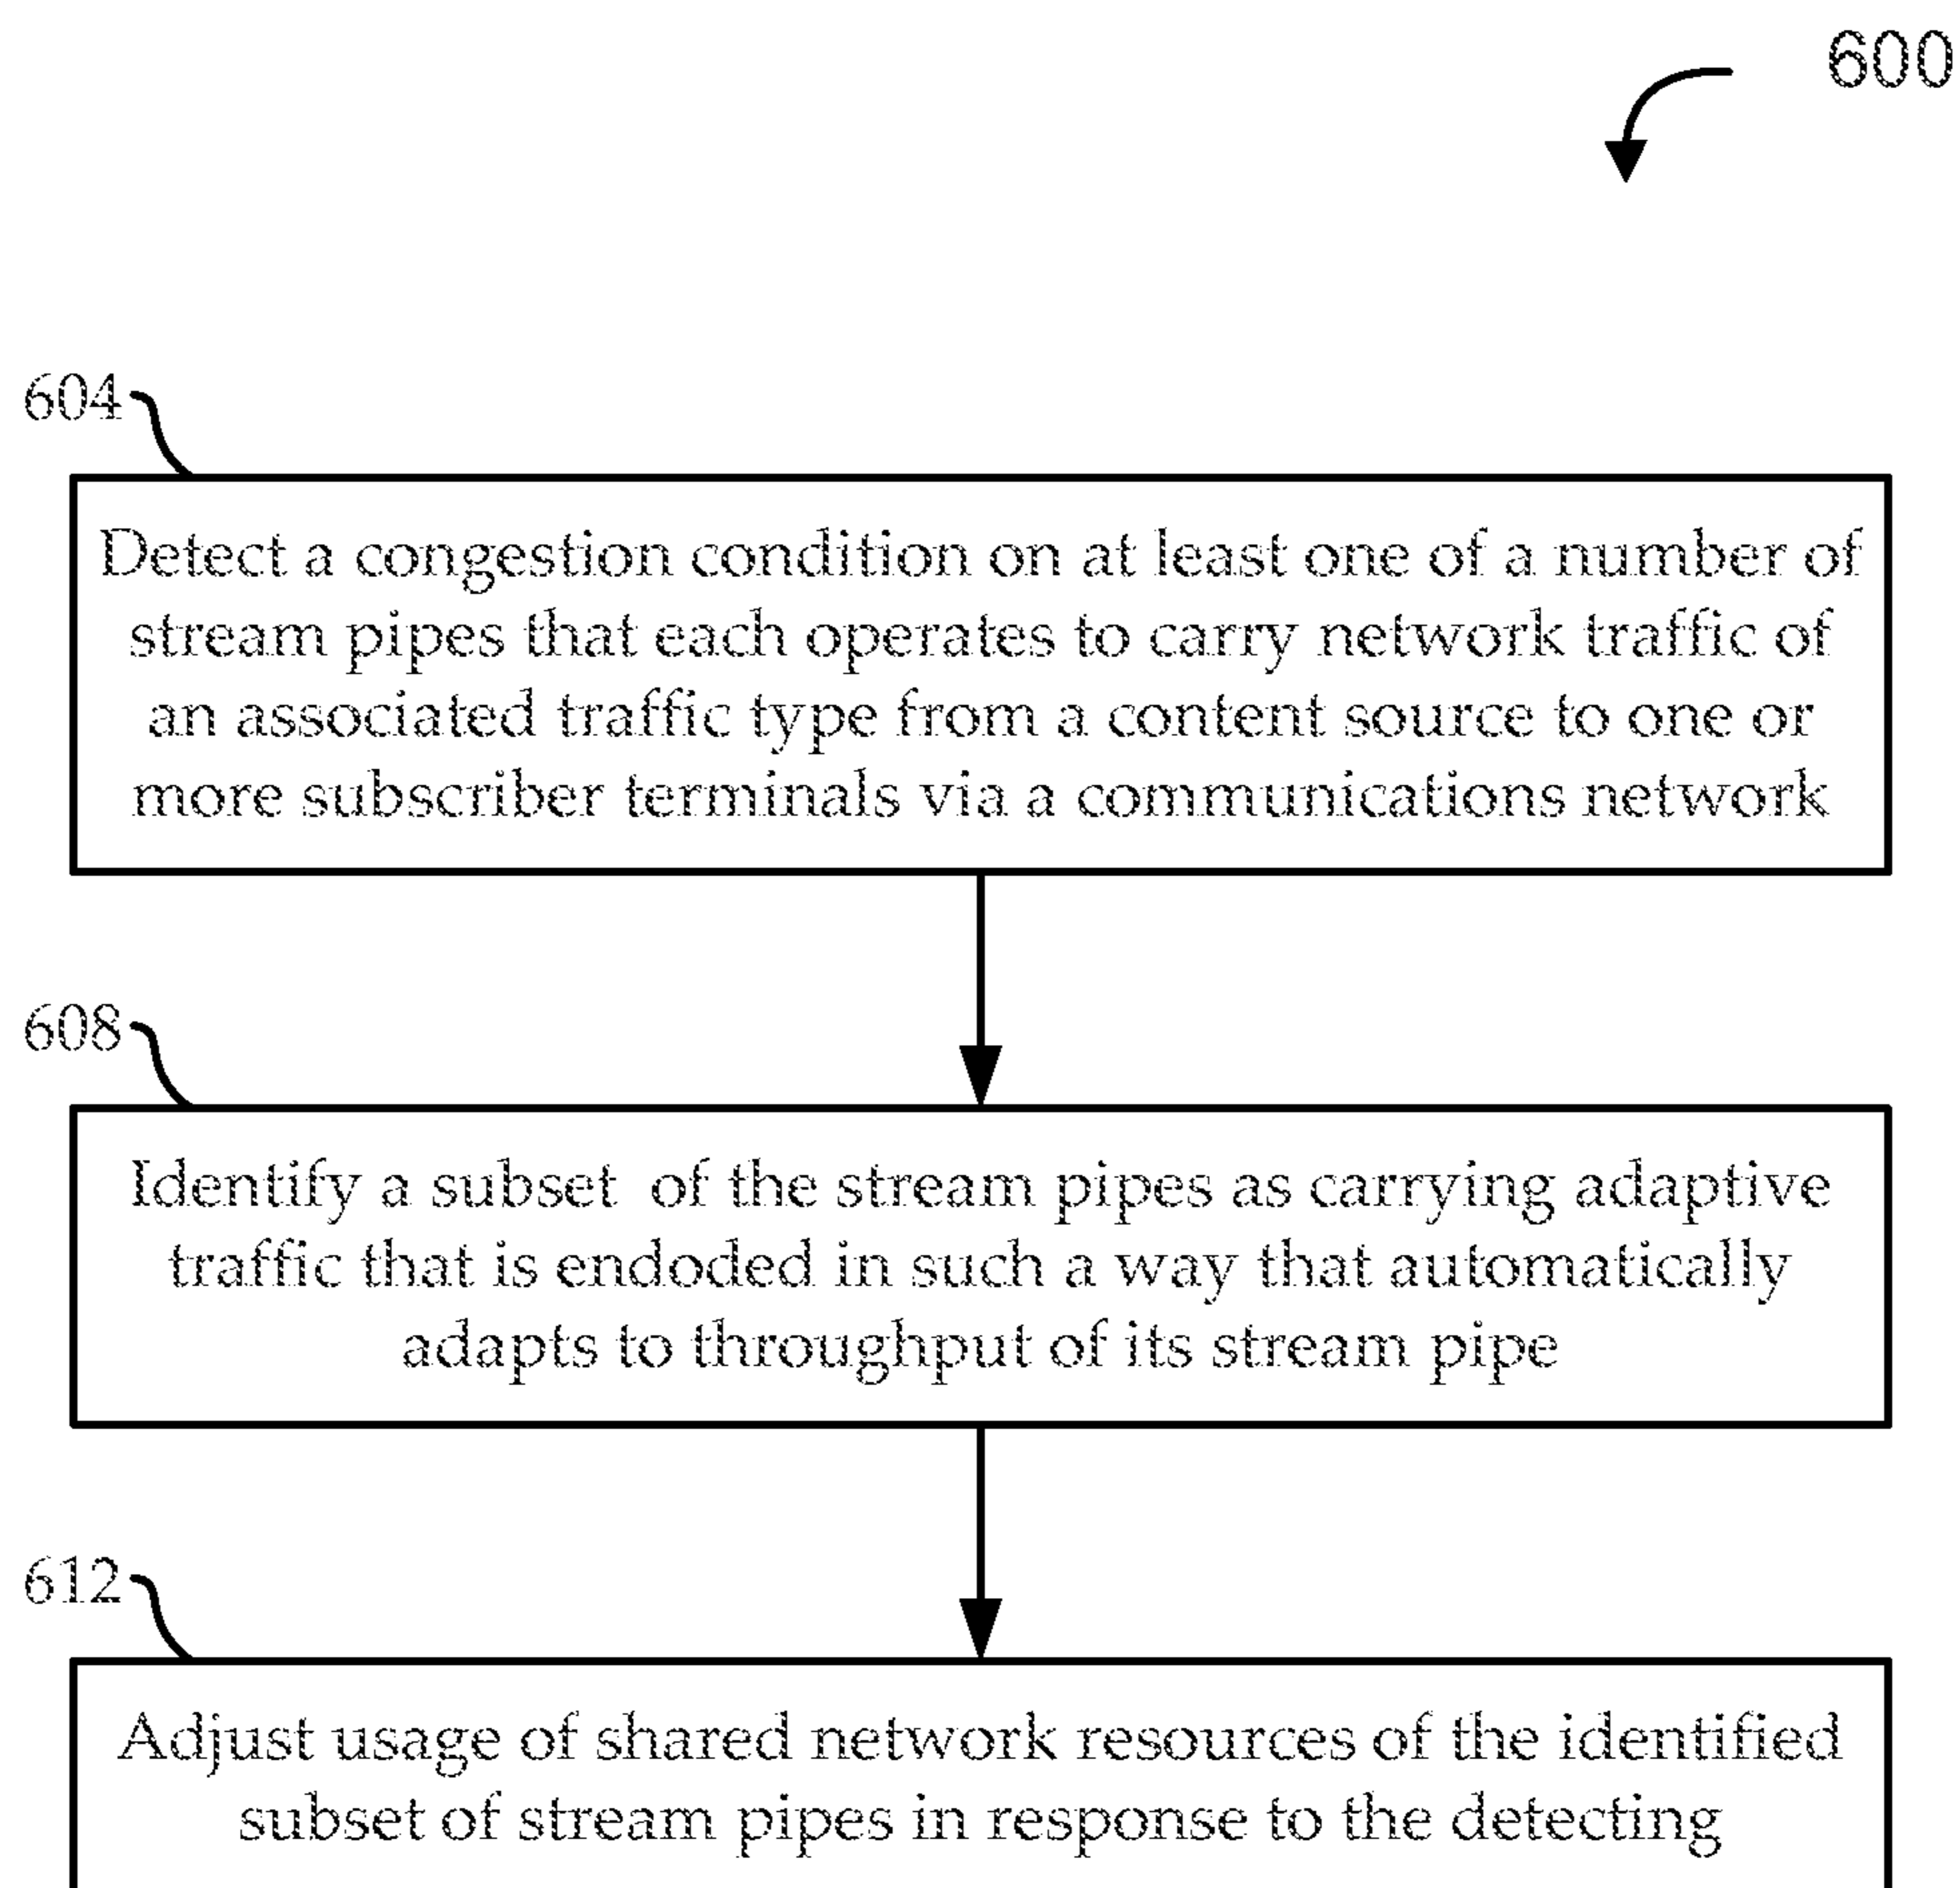 600
604
Detect a congestion condition on at least one of a number of
stream pipes that each operates to carry network traffic of
an associated traffic type from a content source to one or
more subscriber terminals via a communications network
608
Identify a subset of the stream pipes as carrying adaptive
traffic that is endoded in such a way that automatically
adapts to throughput of its stream pipe
612
Adjust usage of shared network resources of the identified
subset of stream pipes in response to the detecting